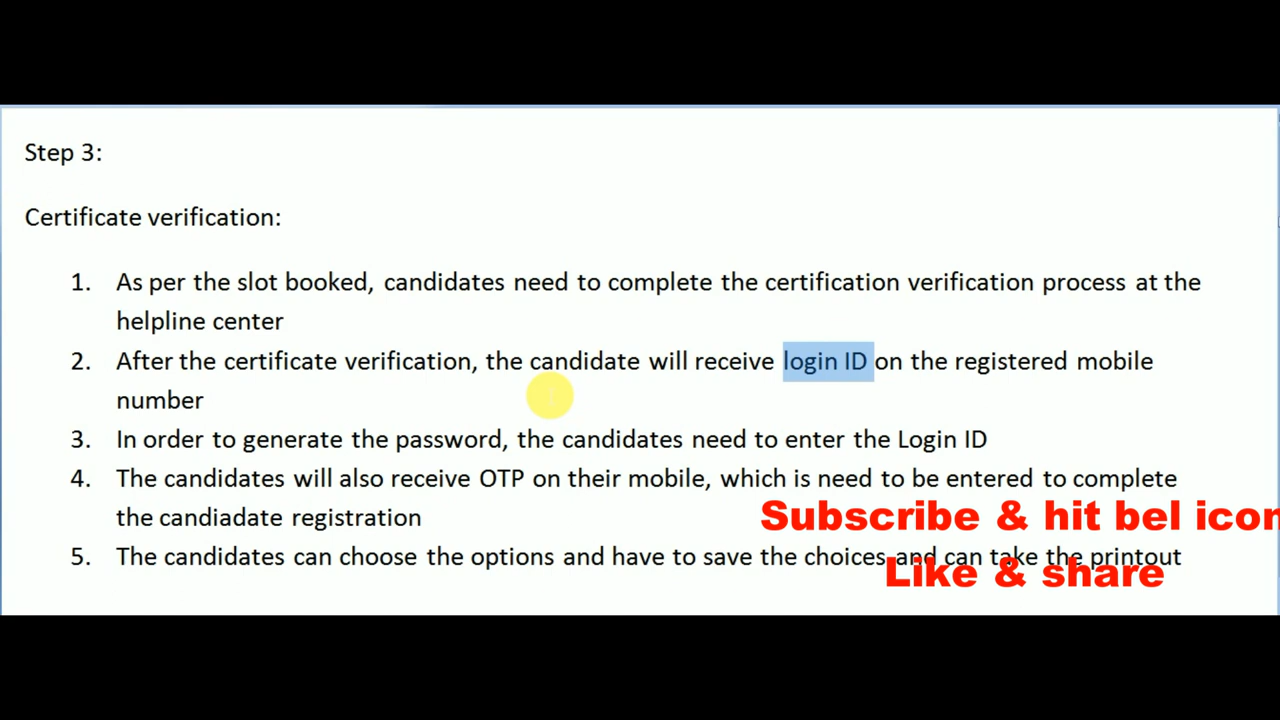 Step 3:
Certificate verification:
1. As per the slot booked, candidates need to complete the certification verification process at the
helpline center
2. After the certificate verification, the candidate will receive login ID on the registered mobile
number
3. In order to generate the password, the candidates need to enter the Login ID
4. The candidates will also receive OTP on their mobile, which is need to be entered to complete
the candiadate registration
Subscribe & hit bel icon
5. The candidates can choose the options and have to save the choices and can take the printout
Like & share